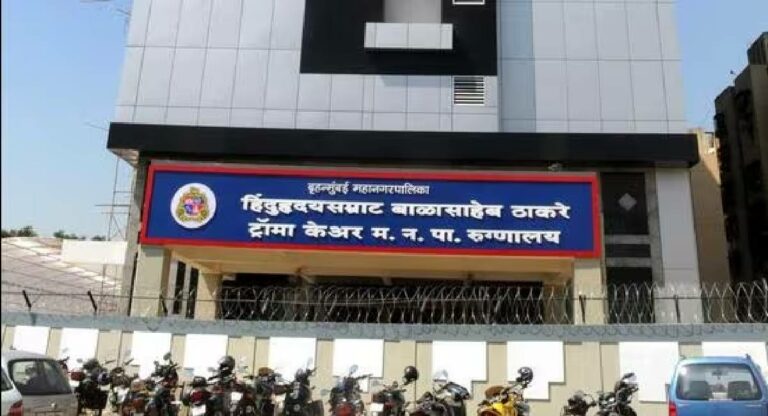 बृहन्मुंबई महानगरपालिका
हिंदुहृदयसम्राट बाळासाहेब ठाकरे
ट्रॉमा केअर म. न. पा. रुग्णालय